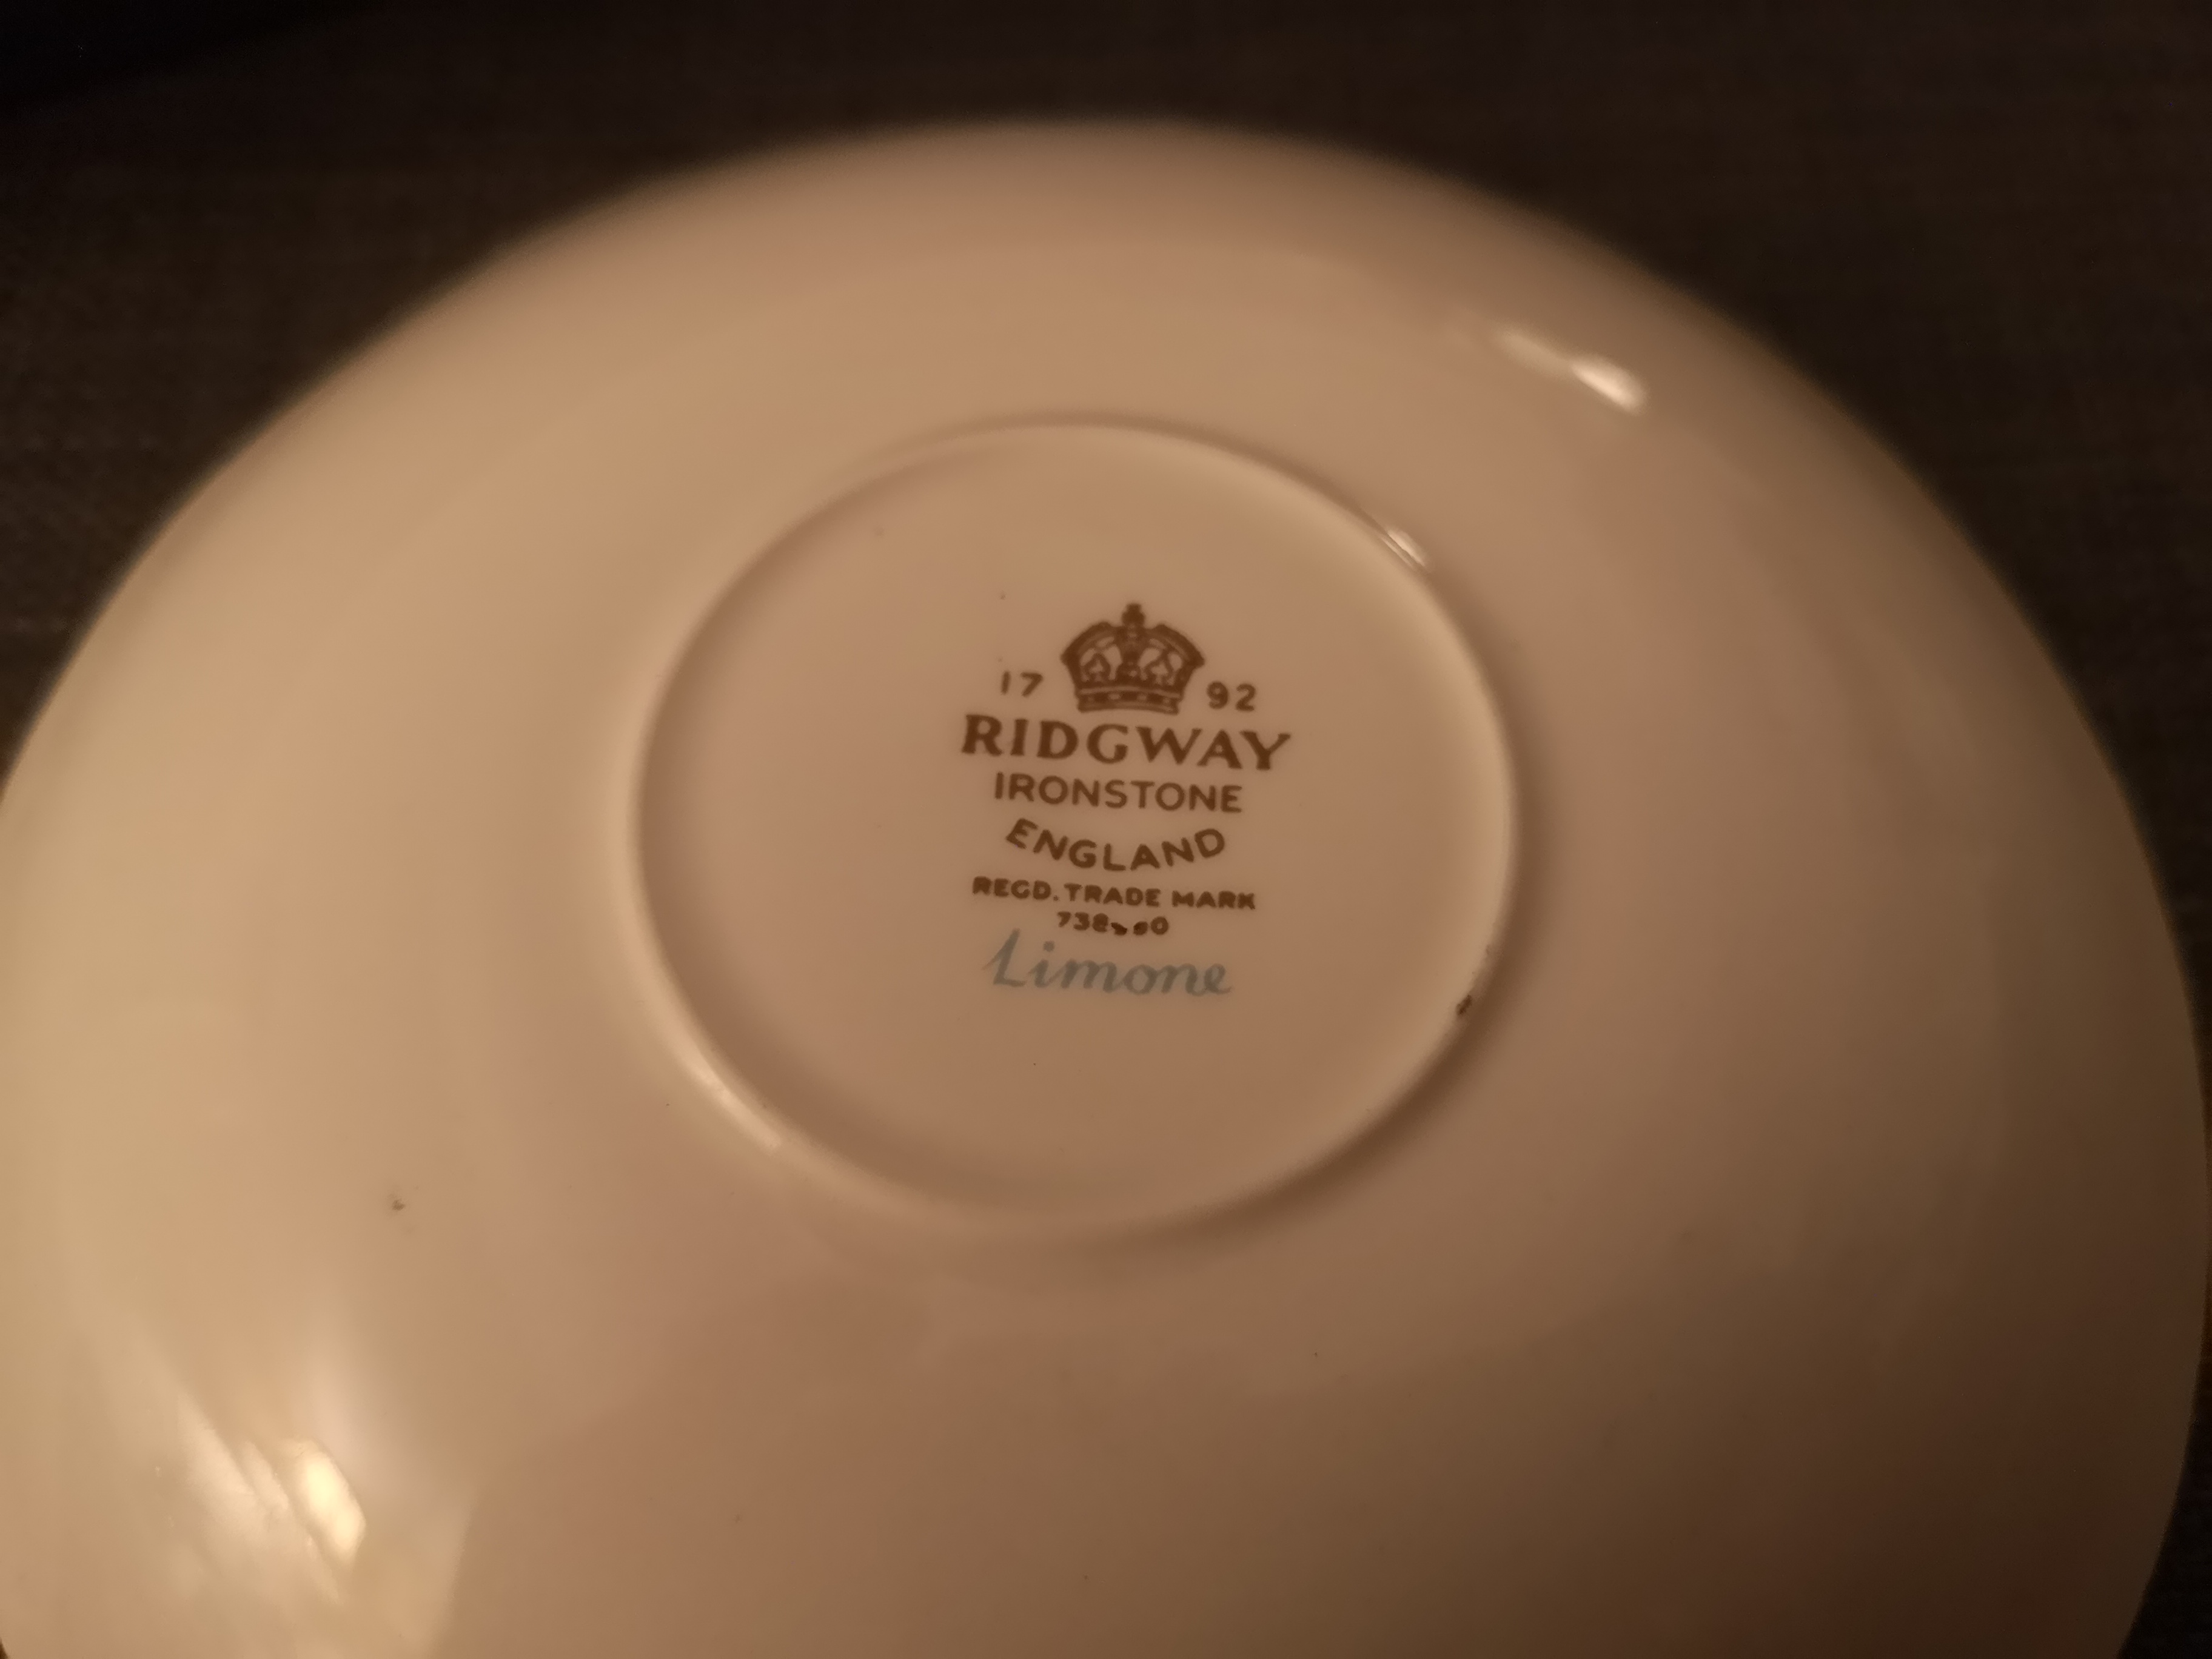 17 92
RIDGWAY
IRONSTONE
ENGLAND
REGD. TRADE MARK
Limone